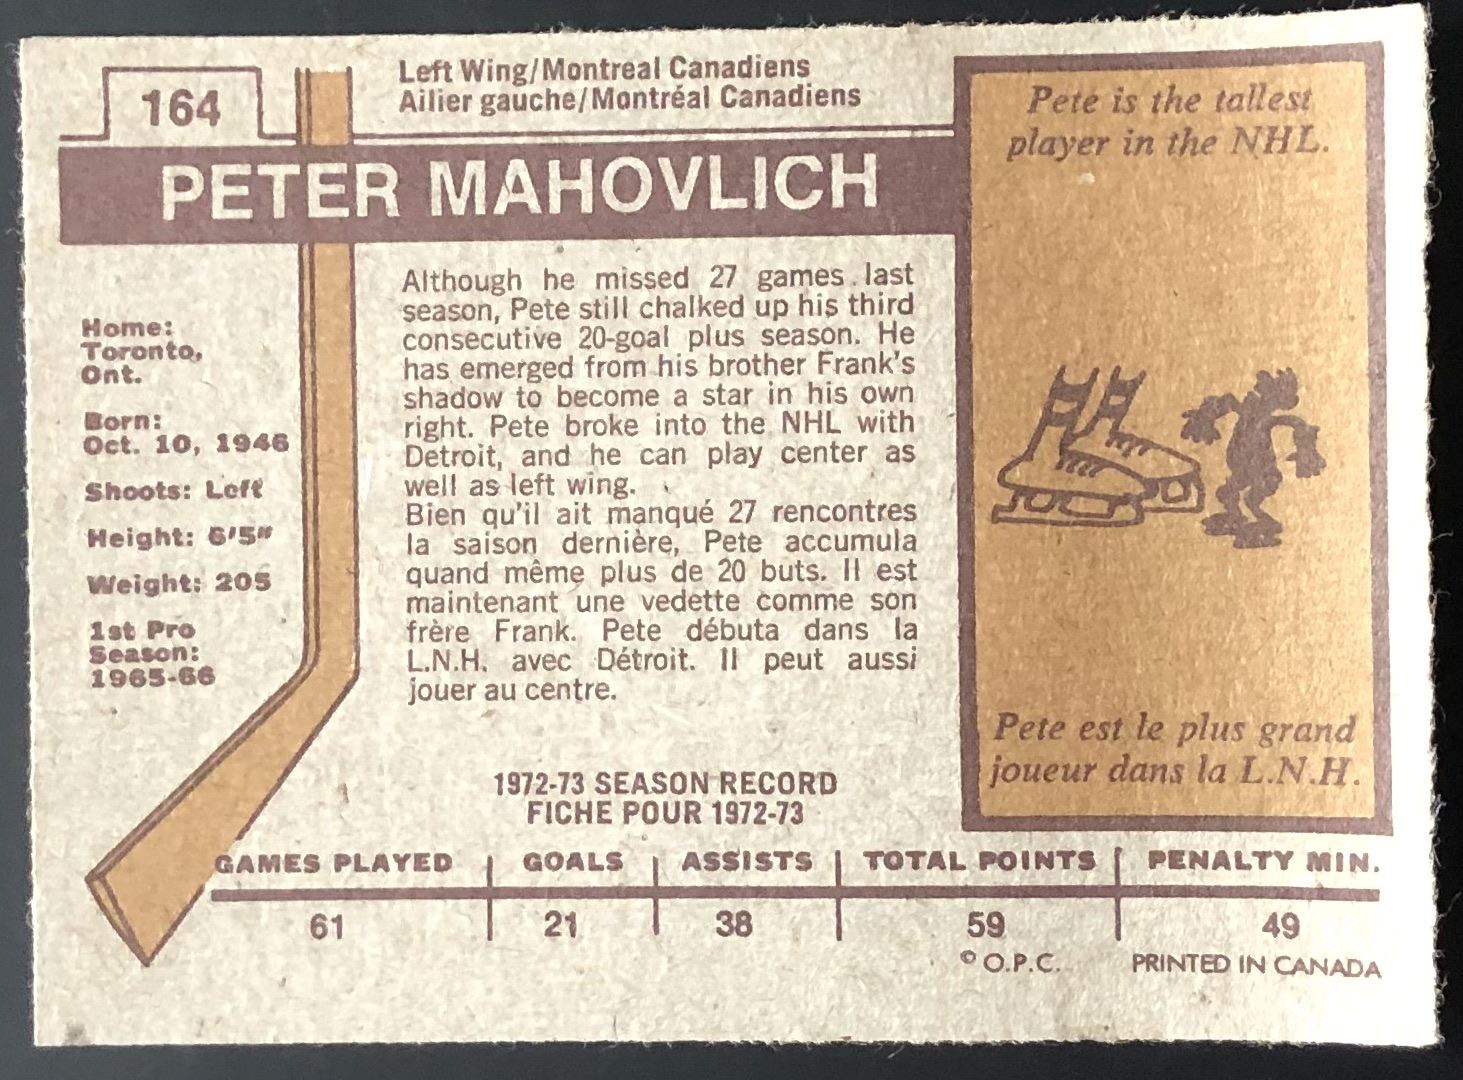 164
Left Wing/Montreal Canadiens
Ailier gauche/Montréal Canadiens
PETER MAHOVLICH
Home:
Toronto,
Ont.
Born:
Oct. 10, 1946
Shoots: Left
Height: 6'5"
Weight: 205
1st Pro
Season:
1965-66
Although he missed 27 games last
season, Pete still chalked up his third
consecutive 20-goal plus season. He
has emerged from his brother Frank's
shadow to become a star in his own
right. Pete broke into the NHL with
Detroit, and he can play center as
well as left wing.
Bien qu'il ait manqué 27 rencontres
la saison dernière, Pete accumula
quand même plus de 20 buts. Il est
maintenant une vedette comme son
frère Frank. Pete débuta dans la
L.N.H. avec Détroit. Il peut aussi
jouer au centre.
Pete is the tallest
player in the NHL.
Pete est le plus grand
joueur dans la L.N.H.
1972-73 SEASON RECORD
FICHE POUR 1972-73
GAMES PLAYED GOALS ASSISTS TOTAL POINTS PENALTY MIN.
61 21 38 59 49
© O.P.C. PRINTED IN CANADA